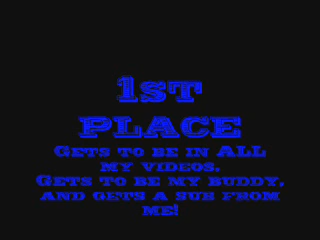 1st
PLACE
Gets to be in ALL
my videos.
Gets to be my buddy,
and gets a sub from
me!